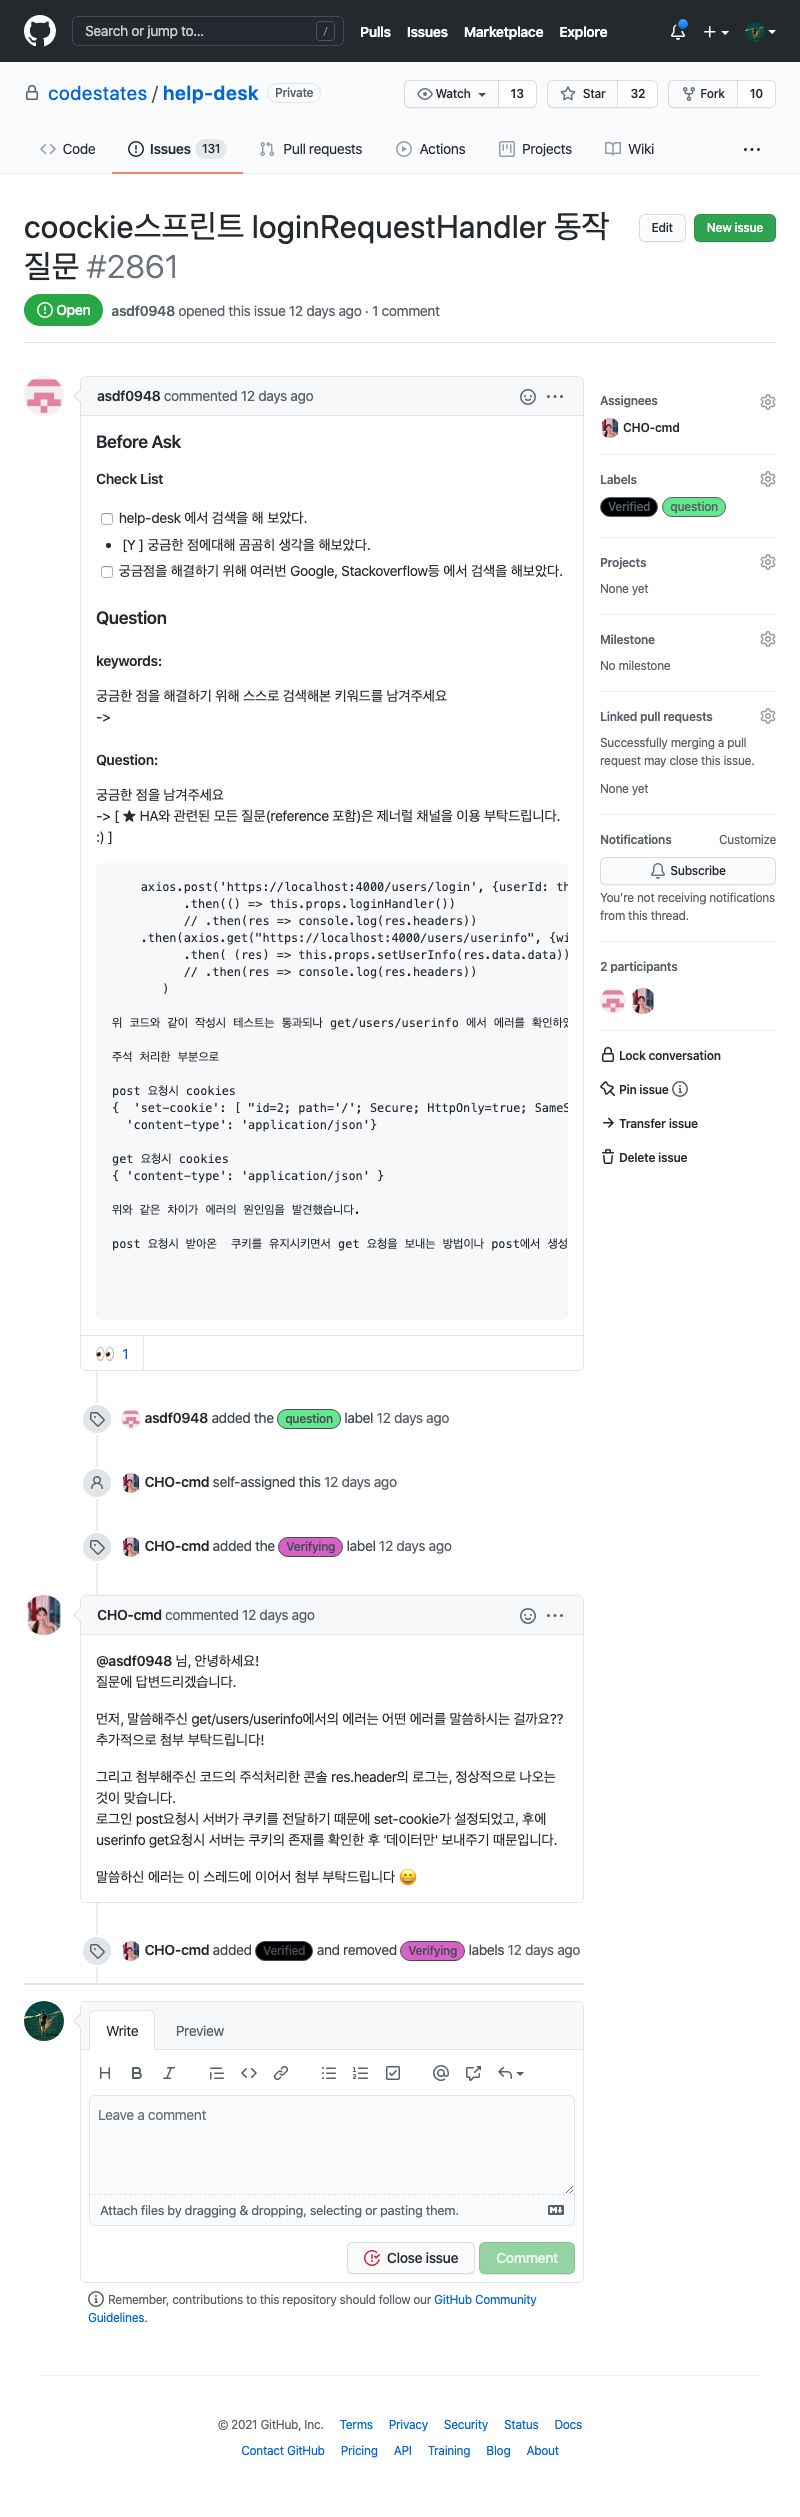 Search or jump to... /
Pulls Issues Marketplace Explore
codestates / help-desk Private
Watch 13 Star 32 Fork 10
Code Issues 131 Pull requests Actions Projects Wiki
coockie스프린트 loginRequestHandler 동작
질문 #2861
Edit New issue
Open asdf0948 opened this issue 12 days ago · 1 comment
asdf0948 commented 12 days ago
Before Ask
Check List
help-desk 에서 검색을 해 보았다.
[Y ] 궁금한 점에대해 곰곰히 생각을 해보았다.
궁금점을 해결하기 위해 여러번 Google, Stackoverflow등 에서 검색을 해보았다.
Question
keywords:
궁금한 점을 해결하기 위해 스스로 검색해본 키워드를 남겨주세요
->
Question:
궁금한 점을 남겨주세요
-> [ ★ HA와 관련된 모든 질문(reference 포함)은 제너럴 채널을 이용 부탁드립니다.
:) ]
axios.post('https://localhost:4000/users/login', {userId: th
.then(() => this.props.loginHandler())
// .then(res => console.log(res.headers))
.then(axios.get("https://localhost:4000/users/userinfo", {wi
.then( (res) => this.props.setUserInfo(res.data.data))
// .then(res => console.log(res.headers))
)
위 코드와 같이 작성시 테스트는 통과되나 get/users/userinfo 에서 에러를 확인하였
주석 처리한 부분으로
post 요청시 cookies
{  'set-cookie': [ "id=2; path='/'; Secure; HttpOnly=true; SameS
'content-type': 'application/json'}
get 요청시 cookies
{ 'content-type': 'application/json' }
위와 같은 차이가 에러의 원인임을 발견했습니다.
post 요청시 받아온  쿠키를 유지시키면서 get 요청을 보내는 방법이나 post에서 생성
👀 1
asdf0948 added the question label 12 days ago
CHO-cmd self-assigned this 12 days ago
CHO-cmd added the Verifying label 12 days ago
CHO-cmd commented 12 days ago
@asdf0948 님, 안녕하세요!
질문에 답변드리겠습니다.
먼저, 말씀해주신 get/users/userinfo에서의 에러는 어떤 에러를 말씀하시는 걸까요??
추가적으로 첨부 부탁드립니다!
그리고 첨부해주신 코드의 주석처리한 콘솔 res.header의 로그는, 정상적으로 나오는
것이 맞습니다.
로그인 post요청시 서버가 쿠키를 전달하기 때문에 set-cookie가 설정되었고, 후에
userinfo get요청시 서버는 쿠키의 존재를 확인한 후 '데이터만' 보내주기 때문입니다.
말씀하신 에러는 이 스레드에 이어서 첨부 부탁드립니다 😀
CHO-cmd added Verified and removed Verifying labels 12 days ago
Write Preview
Leave a comment
Attach files by dragging & dropping, selecting or pasting them.
Close issue Comment
Remember, contributions to this repository should follow our GitHub Community
Guidelines.
Assignees
CHO-cmd
Labels
Verified question
Projects
None yet
Milestone
No milestone
Linked pull requests
Successfully merging a pull
request may close this issue.
None yet
Notifications Customize
Subscribe
You're not receiving notifications
from this thread.
2 participants
Lock conversation
Pin issue
Transfer issue
Delete issue
© 2021 GitHub, Inc. Terms Privacy Security Status Docs
Contact GitHub Pricing API Training Blog About